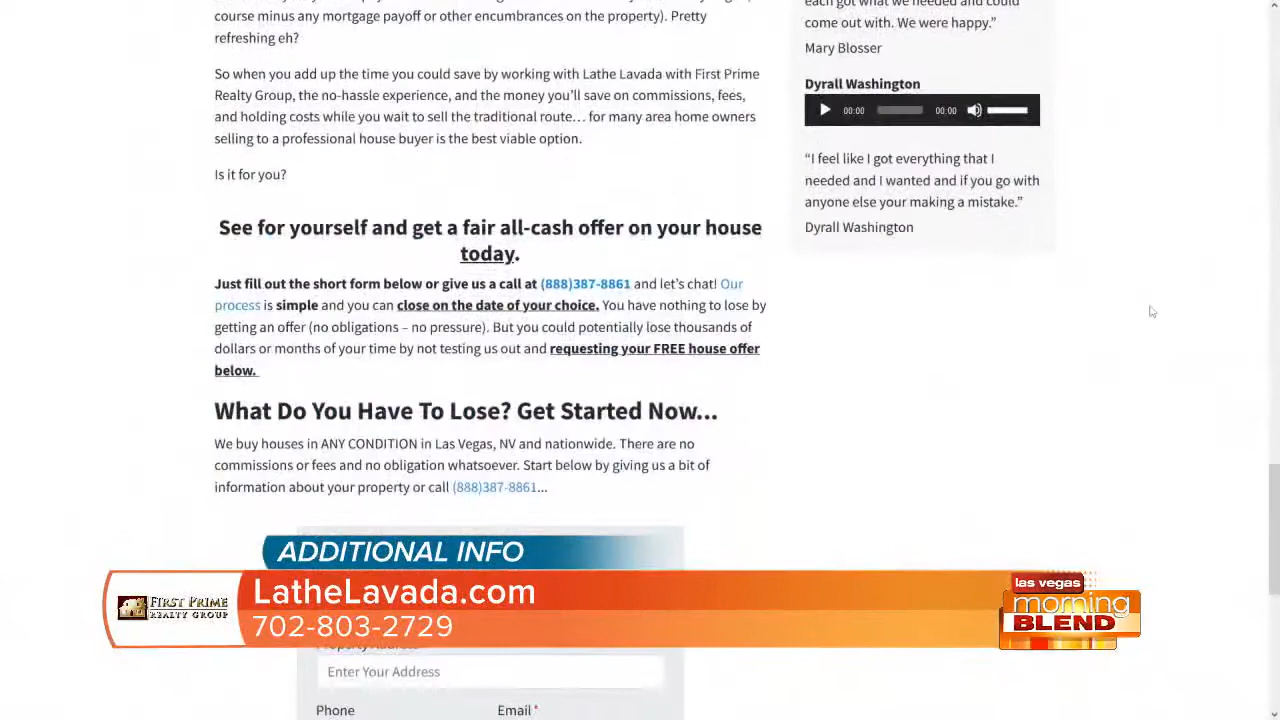 course minus any mortgage payoff or other encumbrances on the property). Pretty
refreshing eh?
So when you add up the time you could save by working with Lathe Lavada with First Prime
Realty Group, the no-hassle experience, and the money you’ll save on commissions, fees,
and holding costs while you wait to sell the traditional route… for many area home owners
selling to a professional house buyer is the best viable option.
Is it for you?
See for yourself and get a fair all-cash offer on your house
today.
Just fill out the short form below or give us a call at (888)387-8861 and let’s chat! Our
process is simple and you can close on the date of your choice. You have nothing to lose by
getting an offer (no obligations – no pressure). But you could potentially lose thousands of
dollars or months of your time by not testing us out and requesting your FREE house offer
below.
What Do You Have To Lose? Get Started Now...
We buy houses in ANY CONDITION in Las Vegas, NV and nationwide. There are no
commissions or fees and no obligation whatsoever. Start below by giving us a bit of
information about your property or call (888)387-8861...
each got what we needed and could
come out with. We were happy.”
Mary Blosser
Dyrall Washington
00:00 00:00
“I feel like I got everything that I
needed and I wanted and if you go with
anyone else your making a mistake.”
Dyrall Washington
ADDITIONAL INFO
FIRST PRIME
REALTY GROUP
LatheLavada.com
702-803-2729
las vegas
morning
BLEND
Property Address
Enter Your Address
Phone Email *